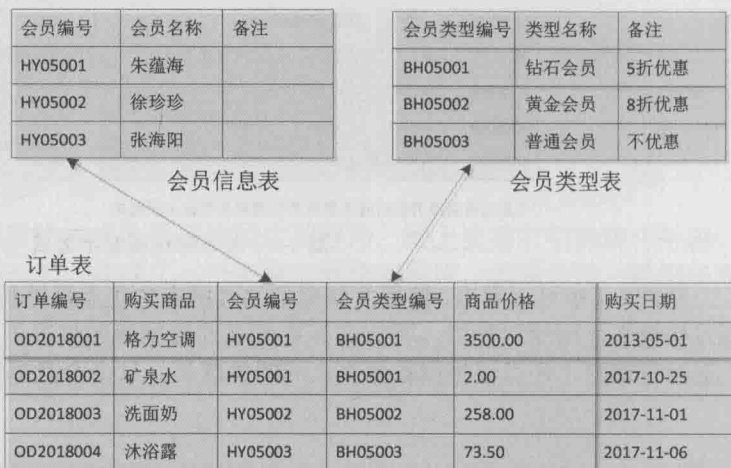 会员编号 会员名称 备注
HY05001 朱蕴海
HY05002 徐珍珍
HY05003 张海阳
会员信息表
会员类型编号 类型名称 备注
BH05001 钻石会员 5折优惠
BH05002 黄金会员 8折优惠
BH05003 普通会员 不优惠
会员类型表
订单表
订单编号 购买商品 会员编号 会员类型编号 商品价格 购买日期
OD2018001 格力空调 HY05001 BH05001 3500.00 2013-05-01
OD2018002 矿泉水 HY05001 BH05001 2.00 2017-10-25
OD2018003 洗面奶 HY05002 BH05002 258.00 2017-11-01
OD2018004 沐浴露 HY05003 BH05003 73.50 2017-11-06